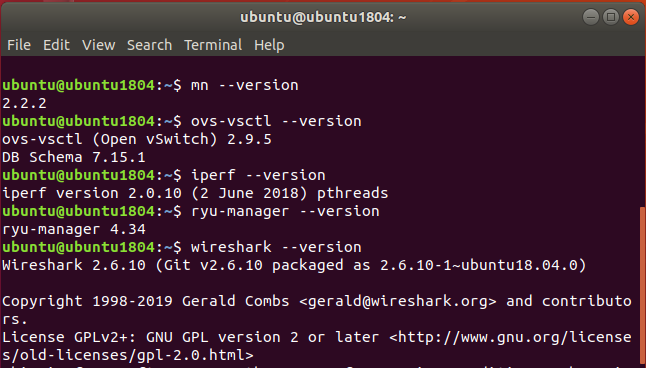 ubuntu@ubuntu1804: ~
File Edit View Search Terminal Help
ubuntu@ubuntu1804:~$ mn --version
2.2.2
ubuntu@ubuntu1804:~$ ovs-vsctl --version
ovs-vsctl (Open vSwitch) 2.9.5
DB Schema 7.15.1
ubuntu@ubuntu1804:~$ iperf --version
iperf version 2.0.10 (2 June 2018) pthreads
ubuntu@ubuntu1804:~$ ryu-manager --version
ryu-manager 4.34
ubuntu@ubuntu1804:~$ wireshark --version
Wireshark 2.6.10 (Git v2.6.10 packaged as 2.6.10-1~ubuntu18.04.0)
Copyright 1998-2019 Gerald Combs <gerald@wireshark.org> and contributo
rs.
License GPLv2+: GNU GPL version 2 or later <http://www.gnu.org/license
s/old-licenses/gpl-2.0.html>